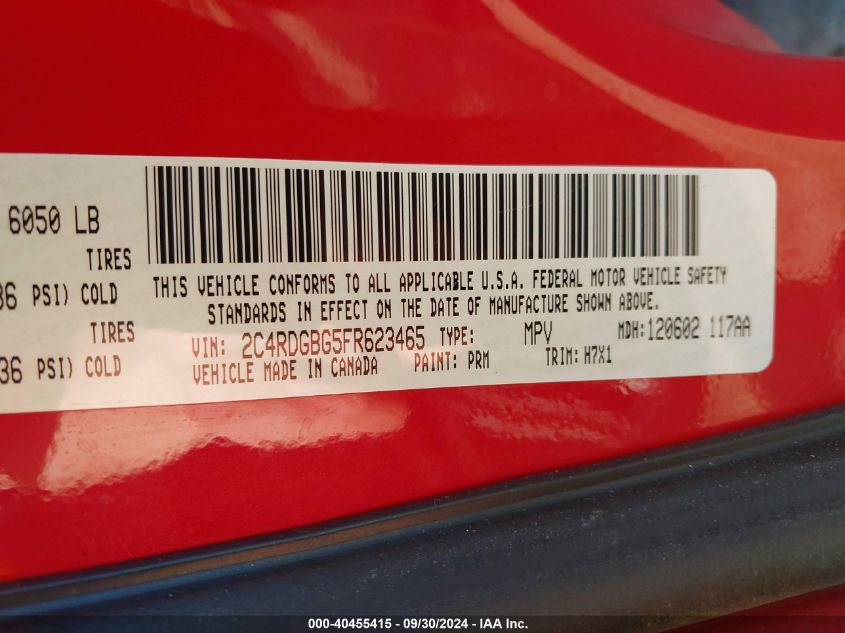 6050 LB
TIRES
36 PSI) COLD
TIRES
36 PSI) COLD
THIS VEHICLE CONFORMS TO ALL APPLICABLE U.S.A. FEDERAL MOTOR VEHICLE SAFETY
STANDARDS IN EFFECT ON THE DATE OF MANUFACTURE SHOWN ABOVE.
VIN: 2C4RDGBG5FR623465 TYPE: MPV MDH:120602 117AA
VEHICLE MADE IN CANADA PAINT: PRM TRIM: H7X1
000-40455415 - 09/30/2024 - IAA Inc.